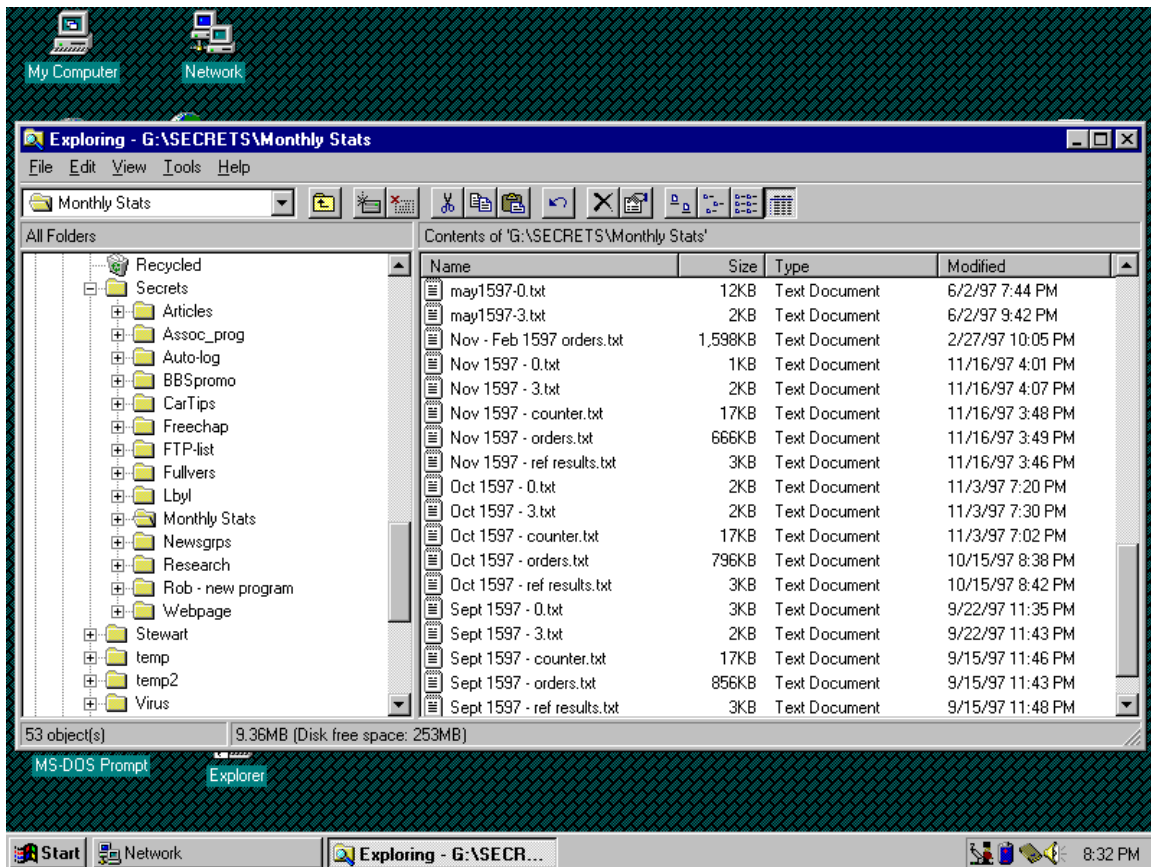 My Computer Network
Exploring - G:\SECRETS\Monthly Stats
File Edit View Tools Help
Monthly Stats
All Folders
Contents of 'G:\SECRETS\Monthly Stats'
Recycled
Secrets
Articles
Assoc_prog
Auto-log
BBSpromo
CarTips
Freechap
FTP-list
Fullvers
Lbyl
Monthly Stats
Newsgrps
Research
Rob - new program
Webpage
Stewart
temp
temp2
Virus
Name Size Type Modified
may1597-0.txt 12KB Text Document 6/2/97 7:44 PM
may1597-3.txt 2KB Text Document 6/2/97 9:42 PM
Nov - Feb 1597 orders.txt 1,598KB Text Document 2/27/97 10:05 PM
Nov 1597 - 0.txt 1KB Text Document 11/16/97 4:01 PM
Nov 1597 - 3.txt 2KB Text Document 11/16/97 4:07 PM
Nov 1597 - counter.txt 17KB Text Document 11/16/97 3:48 PM
Nov 1597 - orders.txt 666KB Text Document 11/16/97 3:49 PM
Nov 1597 - ref results.txt 3KB Text Document 11/16/97 3:46 PM
Oct 1597 - 0.txt 2KB Text Document 11/3/97 7:20 PM
Oct 1597 - 3.txt 2KB Text Document 11/3/97 7:30 PM
Oct 1597 - counter.txt 17KB Text Document 11/3/97 7:02 PM
Oct 1597 - orders.txt 796KB Text Document 10/15/97 8:38 PM
Oct 1597 - ref results.txt 3KB Text Document 10/15/97 8:42 PM
Sept 1597 - 0.txt 3KB Text Document 9/22/97 11:35 PM
Sept 1597 - 3.txt 2KB Text Document 9/22/97 11:43 PM
Sept 1597 - counter.txt 17KB Text Document 9/15/97 11:46 PM
Sept 1597 - orders.txt 856KB Text Document 9/15/97 11:43 PM
Sept 1597 - ref results.txt 3KB Text Document 9/15/97 11:48 PM
53 object(s) 9.36MB (Disk free space: 253MB)
MS-DOS Prompt
Explorer
Start Network Exploring - G:\SECR... 8:32 PM